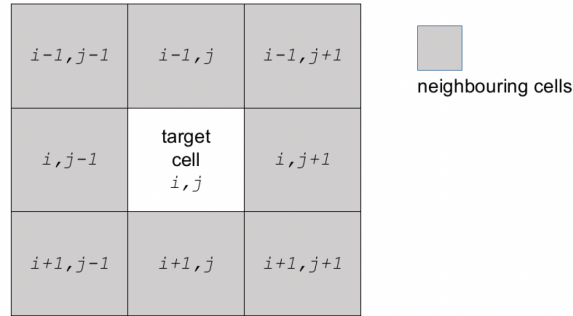 i-1,j-1
i-1,j
i-1,j+1
neighbouring cells
i,j-1
target
cell
i,j
i,j+1
i+1,j-1
i+1,j
i+1,j+1